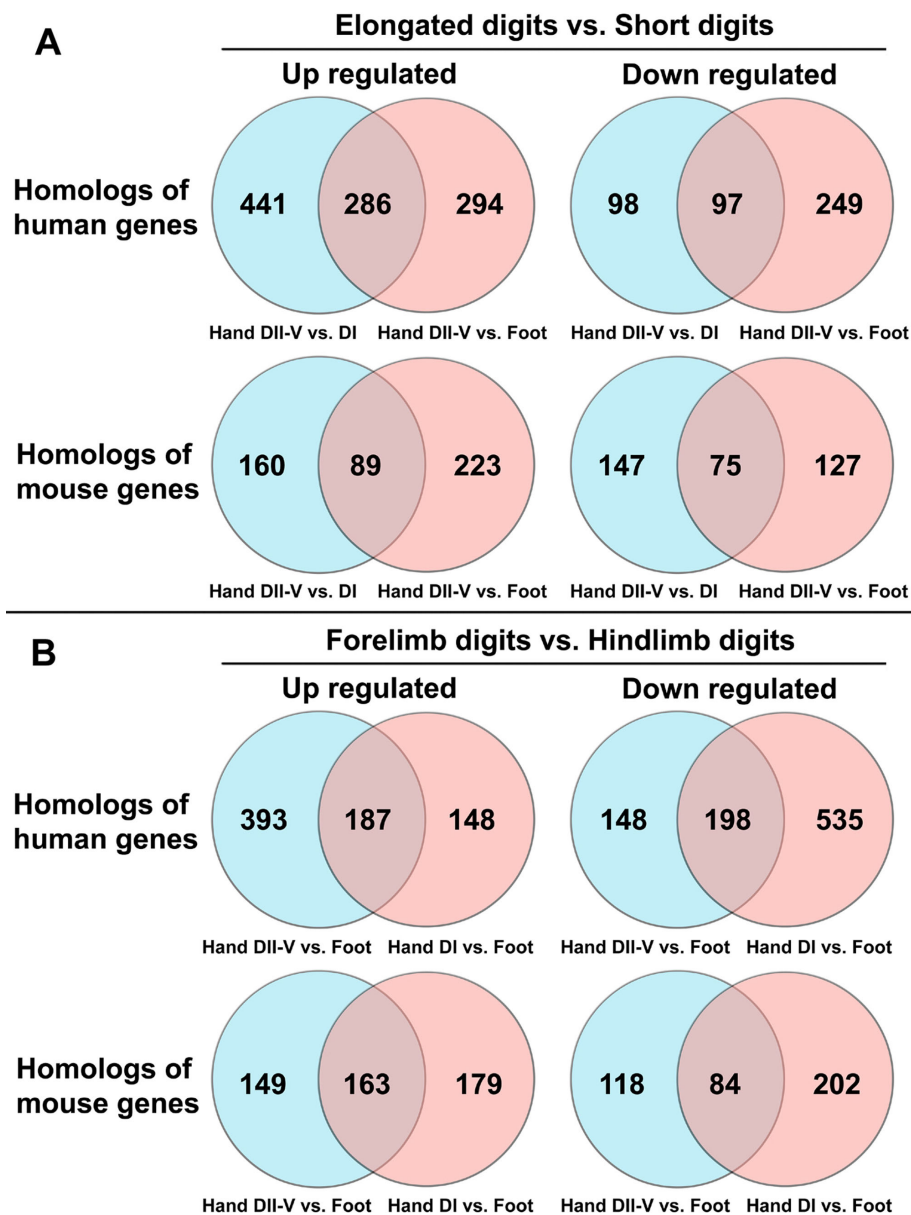 A
Elongated digits vs. Short digits
Up regulated
Down regulated
Homologs of
human genes
441 286 294
98 97 249
Hand DII-V vs. DI Hand DII-V vs. Foot
Hand DII-V vs. DI Hand DII-V vs. Foot
Homologs of
mouse genes
160 89 223
147 75 127
Hand DII-V vs. DI Hand DII-V vs. Foot
Hand DII-V vs. DI Hand DII-V vs. Foot
B
Forelimb digits vs. Hindlimb digits
Up regulated
Down regulated
Homologs of
human genes
393 187 148
148 198 535
Hand DII-V vs. Foot Hand DI vs. Foot
Hand DII-V vs. Foot Hand DI vs. Foot
Homologs of
mouse genes
149 163 179
118 84 202
Hand DII-V vs. Foot Hand DI vs. Foot
Hand DII-V vs. Foot Hand DI vs. Foot